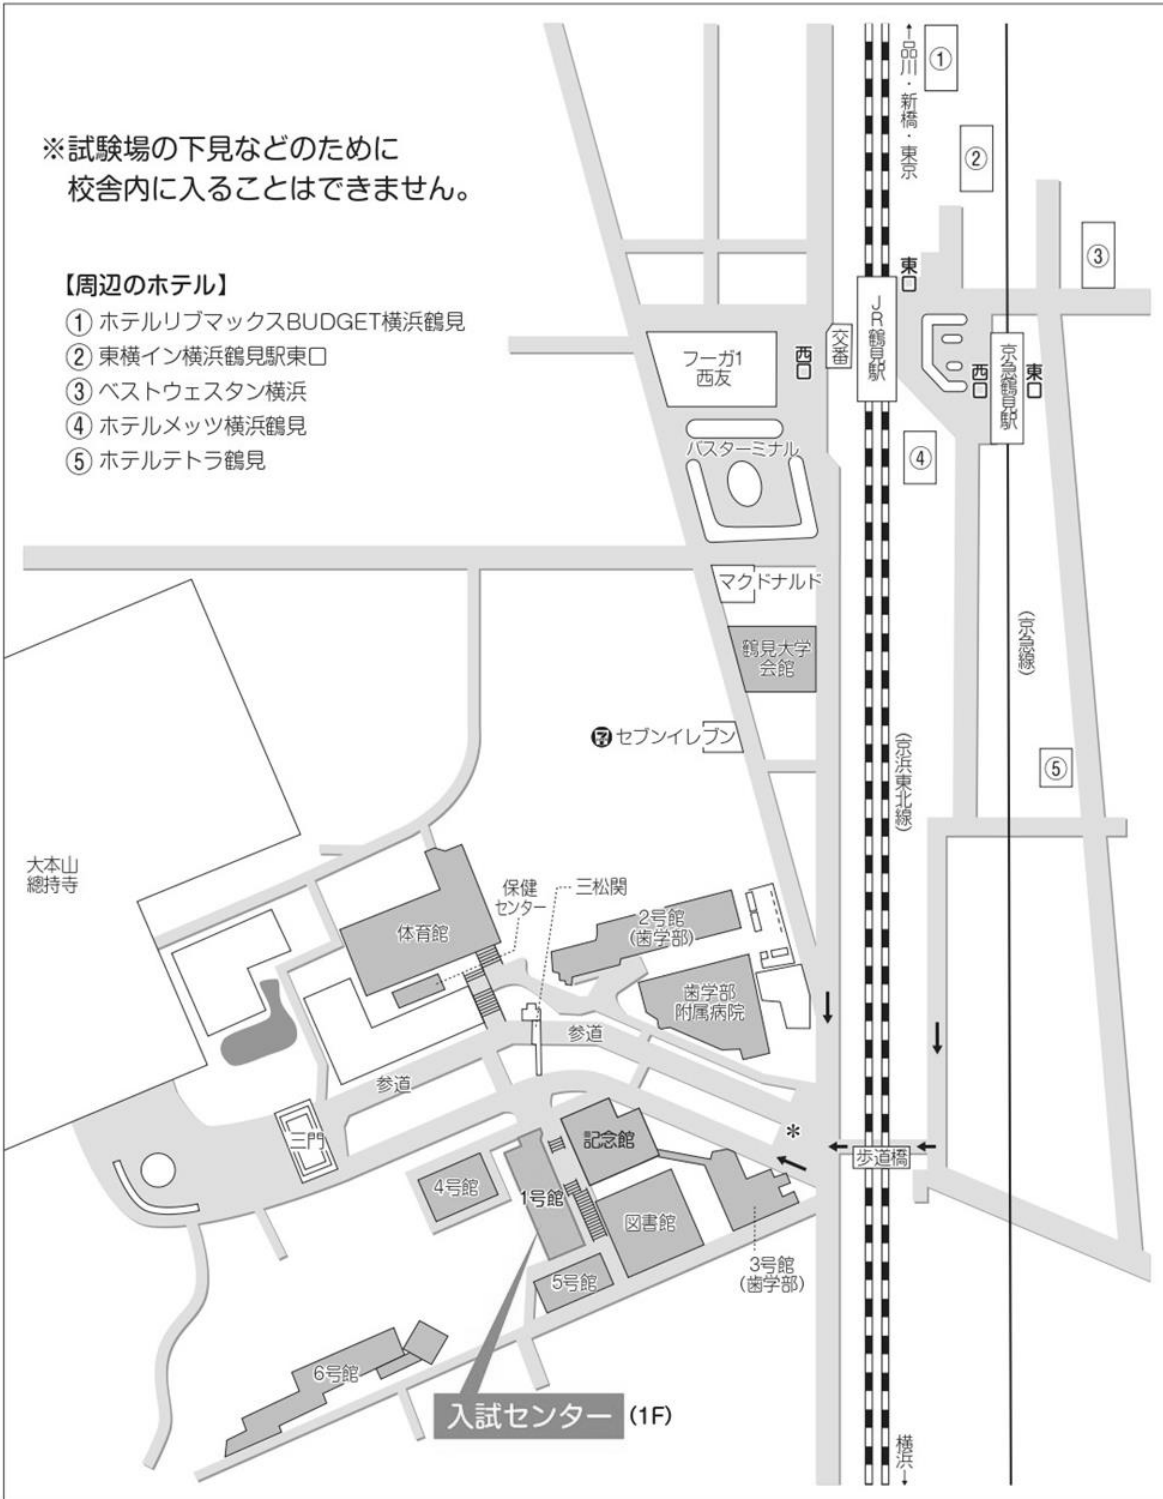 ※試験場の下見などのために
校舎内に入ることはできません。
【周辺のホテル】
① ホテルリブマックスBUDGET横浜鶴見
② 東横イン横浜鶴見駅東口
③ ベストウェスタン横浜
④ ホテルメッツ横浜鶴見
⑤ ホテルテトラ鶴見
↑品川・新橋・東京
①
②
③
東口
JR鶴見駅
交番
西口
フーガ1
西友
京急鶴見駅
西口
東口
バスターミナル
④
マクドナルド
鶴見大学
会館
(京急線)
セブンイレブン
(京浜東北線)
⑤
大本山
總持寺
体育館
保健
センター
三松関
2号館
(歯学部)
歯学部
附属病院
参道
参道
三門
記念館
*
歩道橋
4号館
1号館
図書館
5号館
3号館
(歯学部)
6号館
入試センター (1F)
横浜→